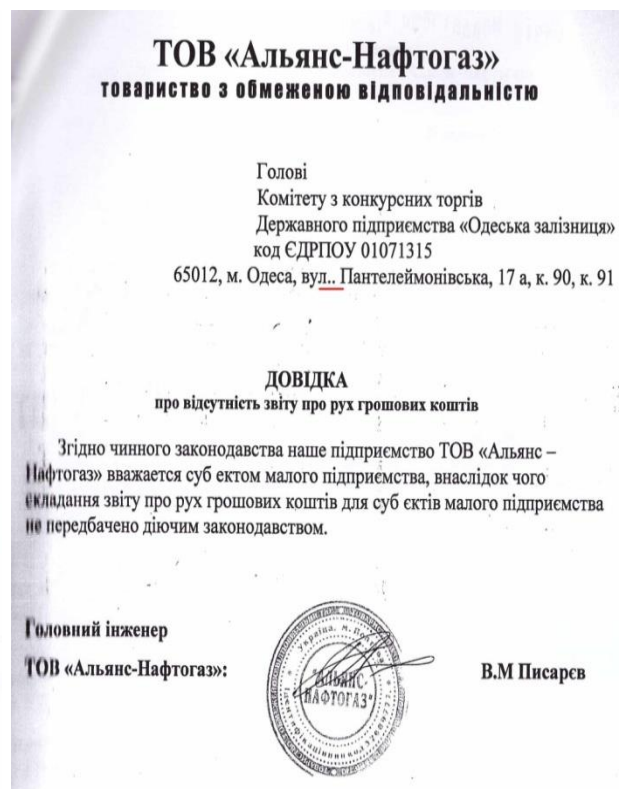 ТОВ «Альянс-Нафтогаз»
товариство з обмеженою відповідальністю
Голові
Комітету з конкурсних торгів
Державного підприємства «Одеська залізниця»
код ЄДРПОУ 01071315
65012, м. Одеса, вул.. Пантелеймонівська, 17 а, к. 90, к. 91
ДОВІДКА
про відсутність звіту про рух грошових коштів
Згідно чинного законодавства наше підприємство ТОВ «Альянс –
Нафтогаз» вважається суб ектом малого підприємства, внаслідок чого
складання звіту про рух грошових коштів для суб єктів малого підприємства
не передбачено діючим законодавством.
Головний інженер
ТОВ «Альянс-Нафтогаз»:
В.М Писарєв
Україна, м.
"АЛЬЯНС-
НАФТОГАЗ"